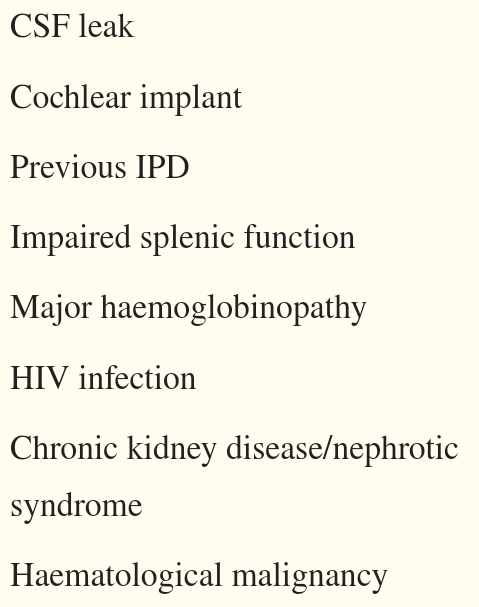 CSF leak
Cochlear implant
Previous IPD
Impaired splenic function
Major haemoglobinopathy
HIV infection
Chronic kidney disease/nephrotic
syndrome
Haematological malignancy